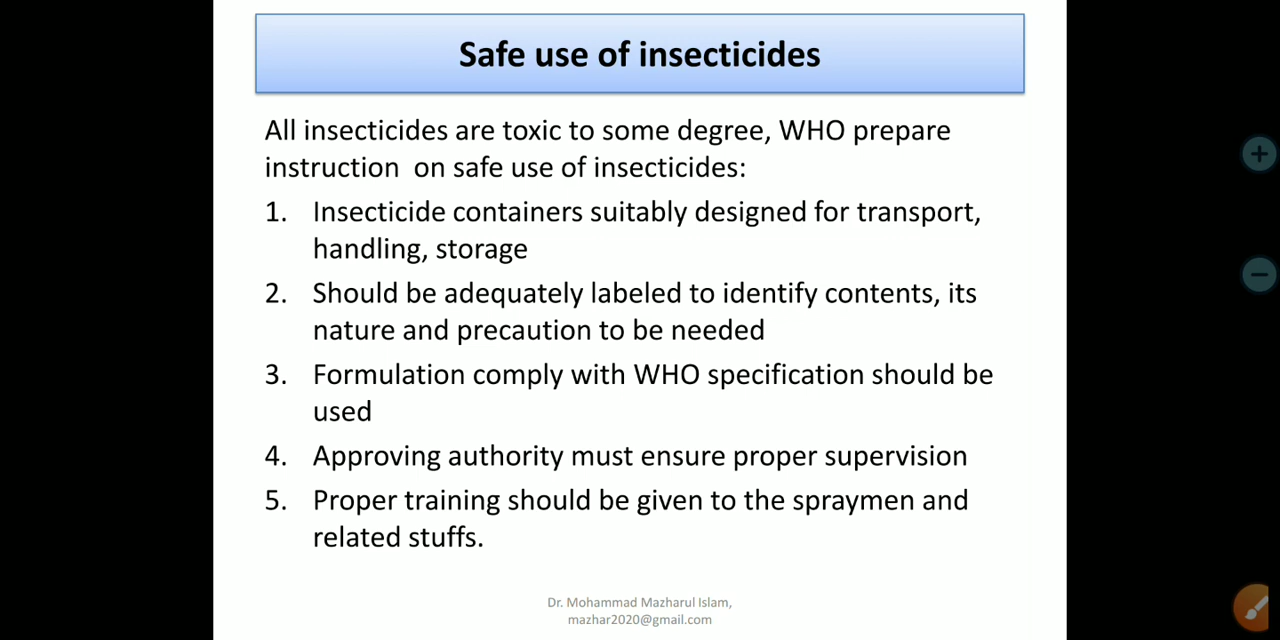 Safe use of insecticides
All insecticides are toxic to some degree, WHO prepare
instruction  on safe use of insecticides:
1. Insecticide containers suitably designed for transport,
handling, storage
2. Should be adequately labeled to identify contents, its
nature and precaution to be needed
3. Formulation comply with WHO specification should be
used
4. Approving authority must ensure proper supervision
5. Proper training should be given to the spraymen and
related stuffs.
Dr. Mohammad Mazharul Islam,
mazhar2020@gmail.com